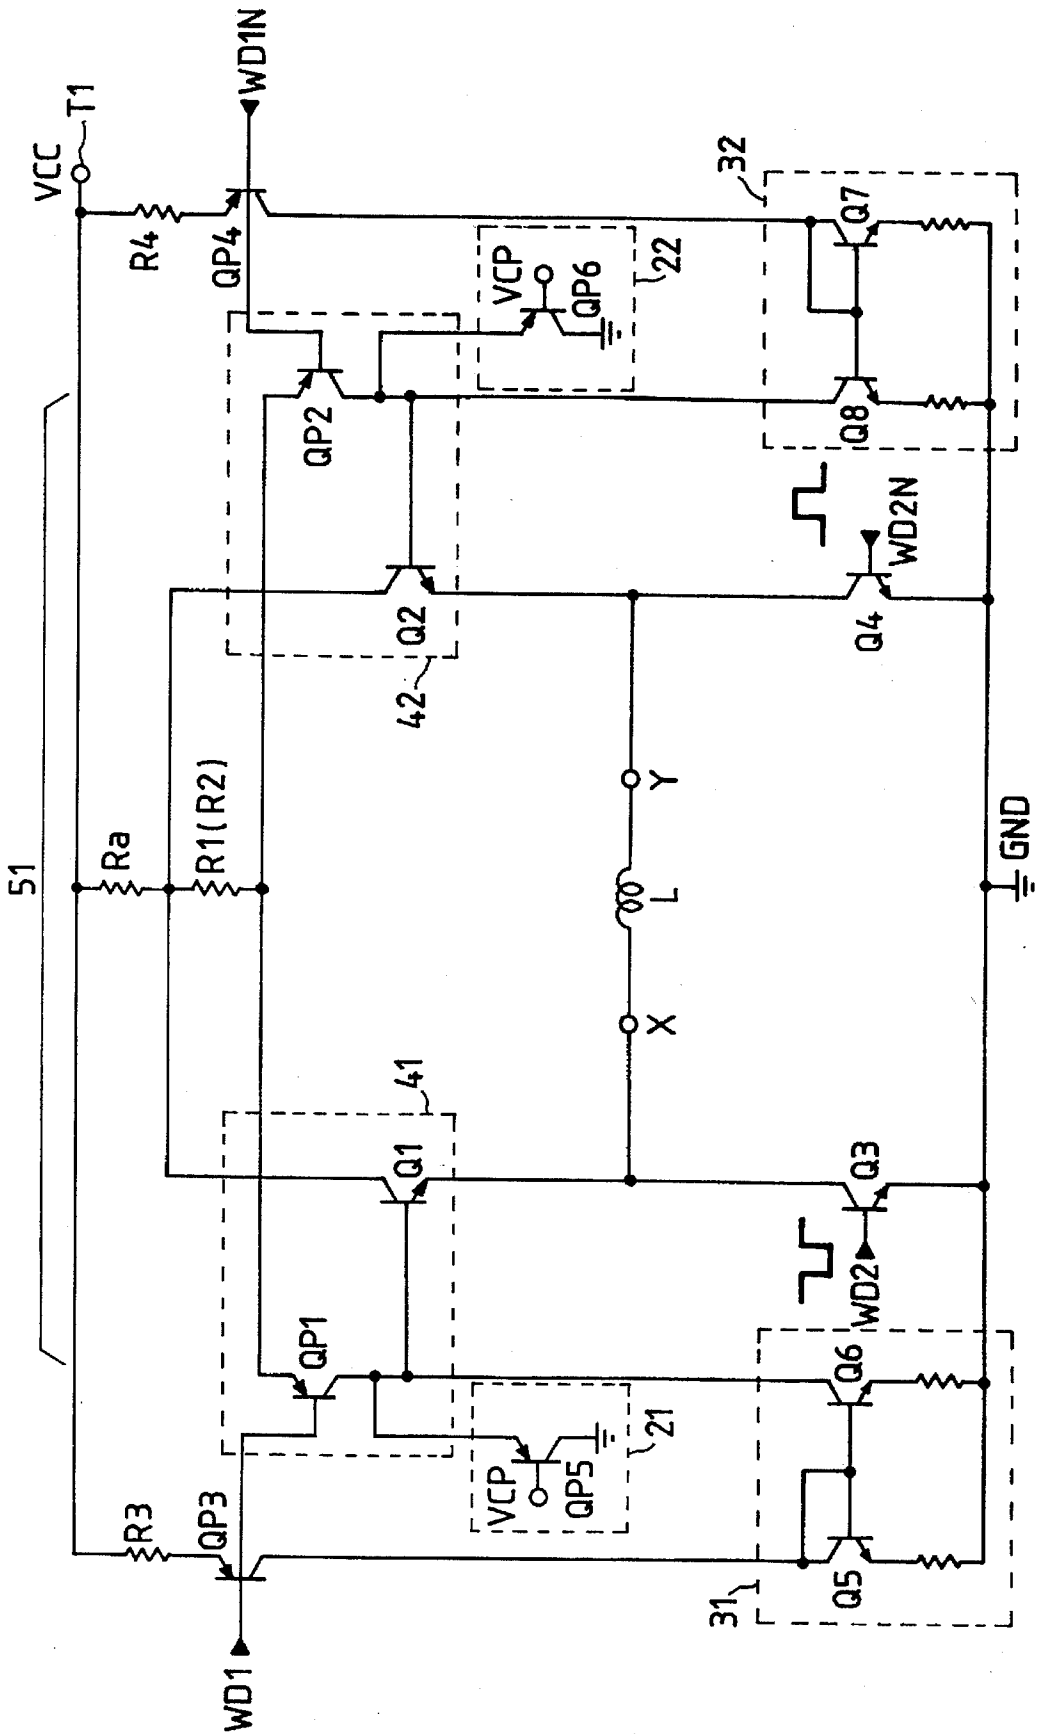 51
VCC
T1
Ra
R1(R2)
R3
R4
QP3
QP4
WD1
WD1N
QP1
QP2
41
42
Q1
Q2
VCP
QP5
21
VCP
QP6
22
X
L
Y
31
32
Q5
Q6
WD2
Q3
Q4
WD2N
Q8
Q7
GND